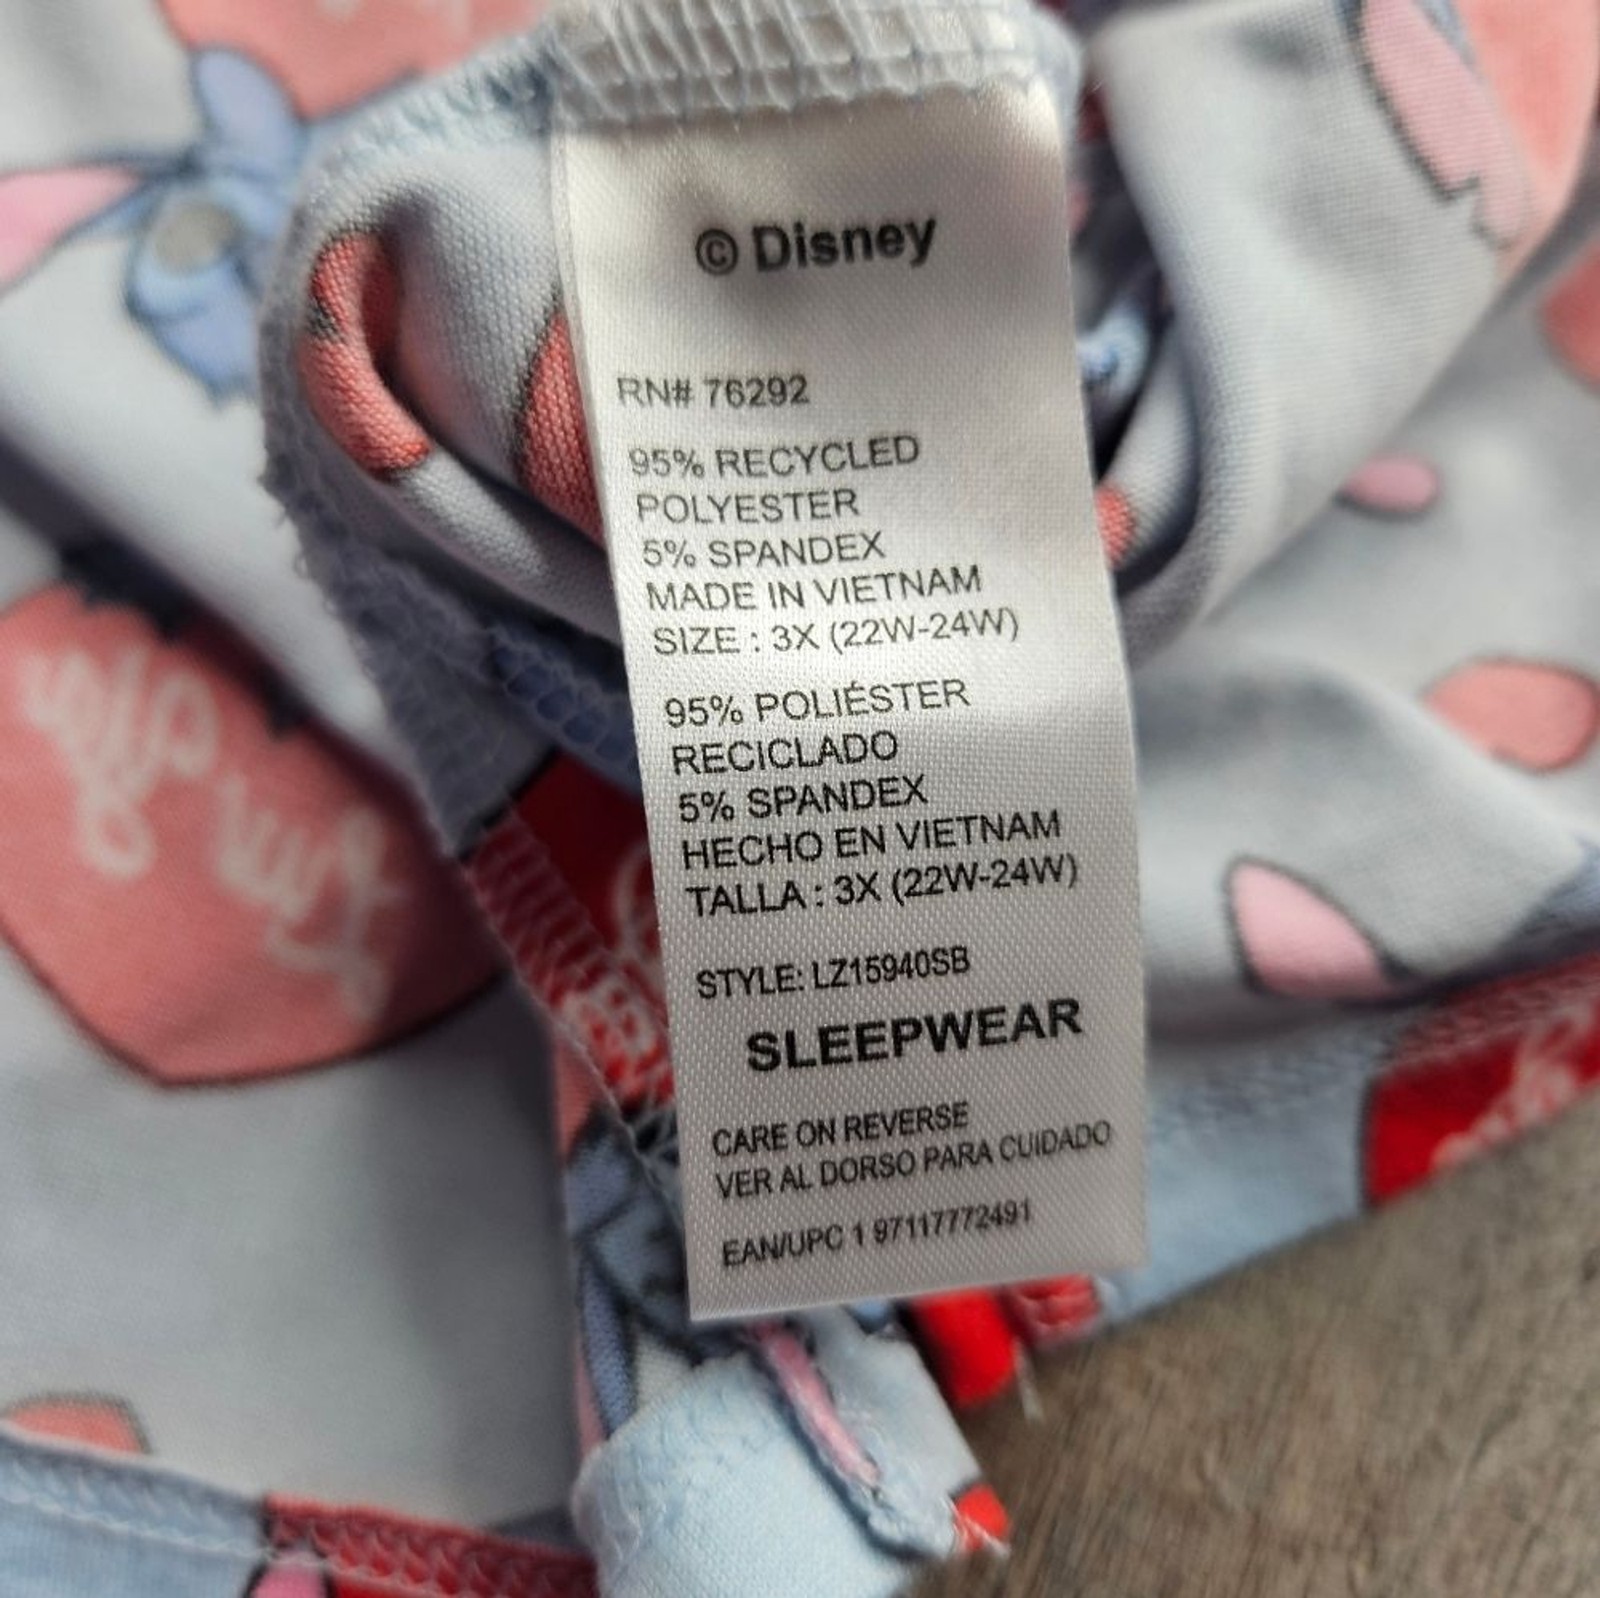 © Disney
RN# 76292
95% RECYCLED
POLYESTER
5% SPANDEX
MADE IN VIETNAM
SIZE : 3X (22W-24W)
95% POLIÉSTER
RECICLADO
5% SPANDEX
HECHO EN VIETNAM
TALLA : 3X (22W-24W)
STYLE: LZ15940SB
SLEEPWEAR
CARE ON REVERSE
VER AL DORSO PARA CUIDADO
EAN/UPC 1 97117772491